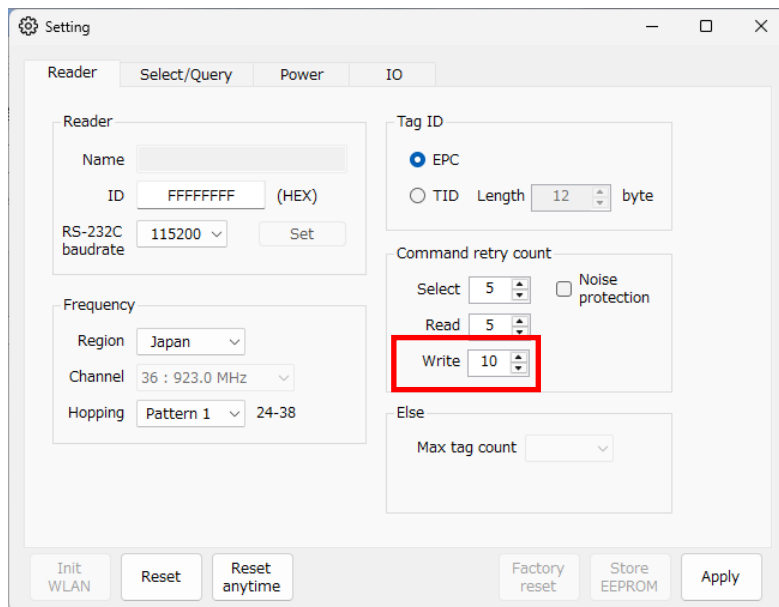 Setting
Reader
Select/Query
Power
IO
Reader
Name
ID FFFFFFFF (HEX)
RS-232C
baudrate
115200
Set
Frequency
Region Japan
Channel 36 : 923.0 MHz
Hopping Pattern 1 24-38
Tag ID
EPC
TID Length 12 byte
Command retry count
Select 5
Noise
protection
Read 5
Write 10
Else
Max tag count
Init
WLAN
Reset
Reset
anytime
Factory
reset
Store
EEPROM
Apply